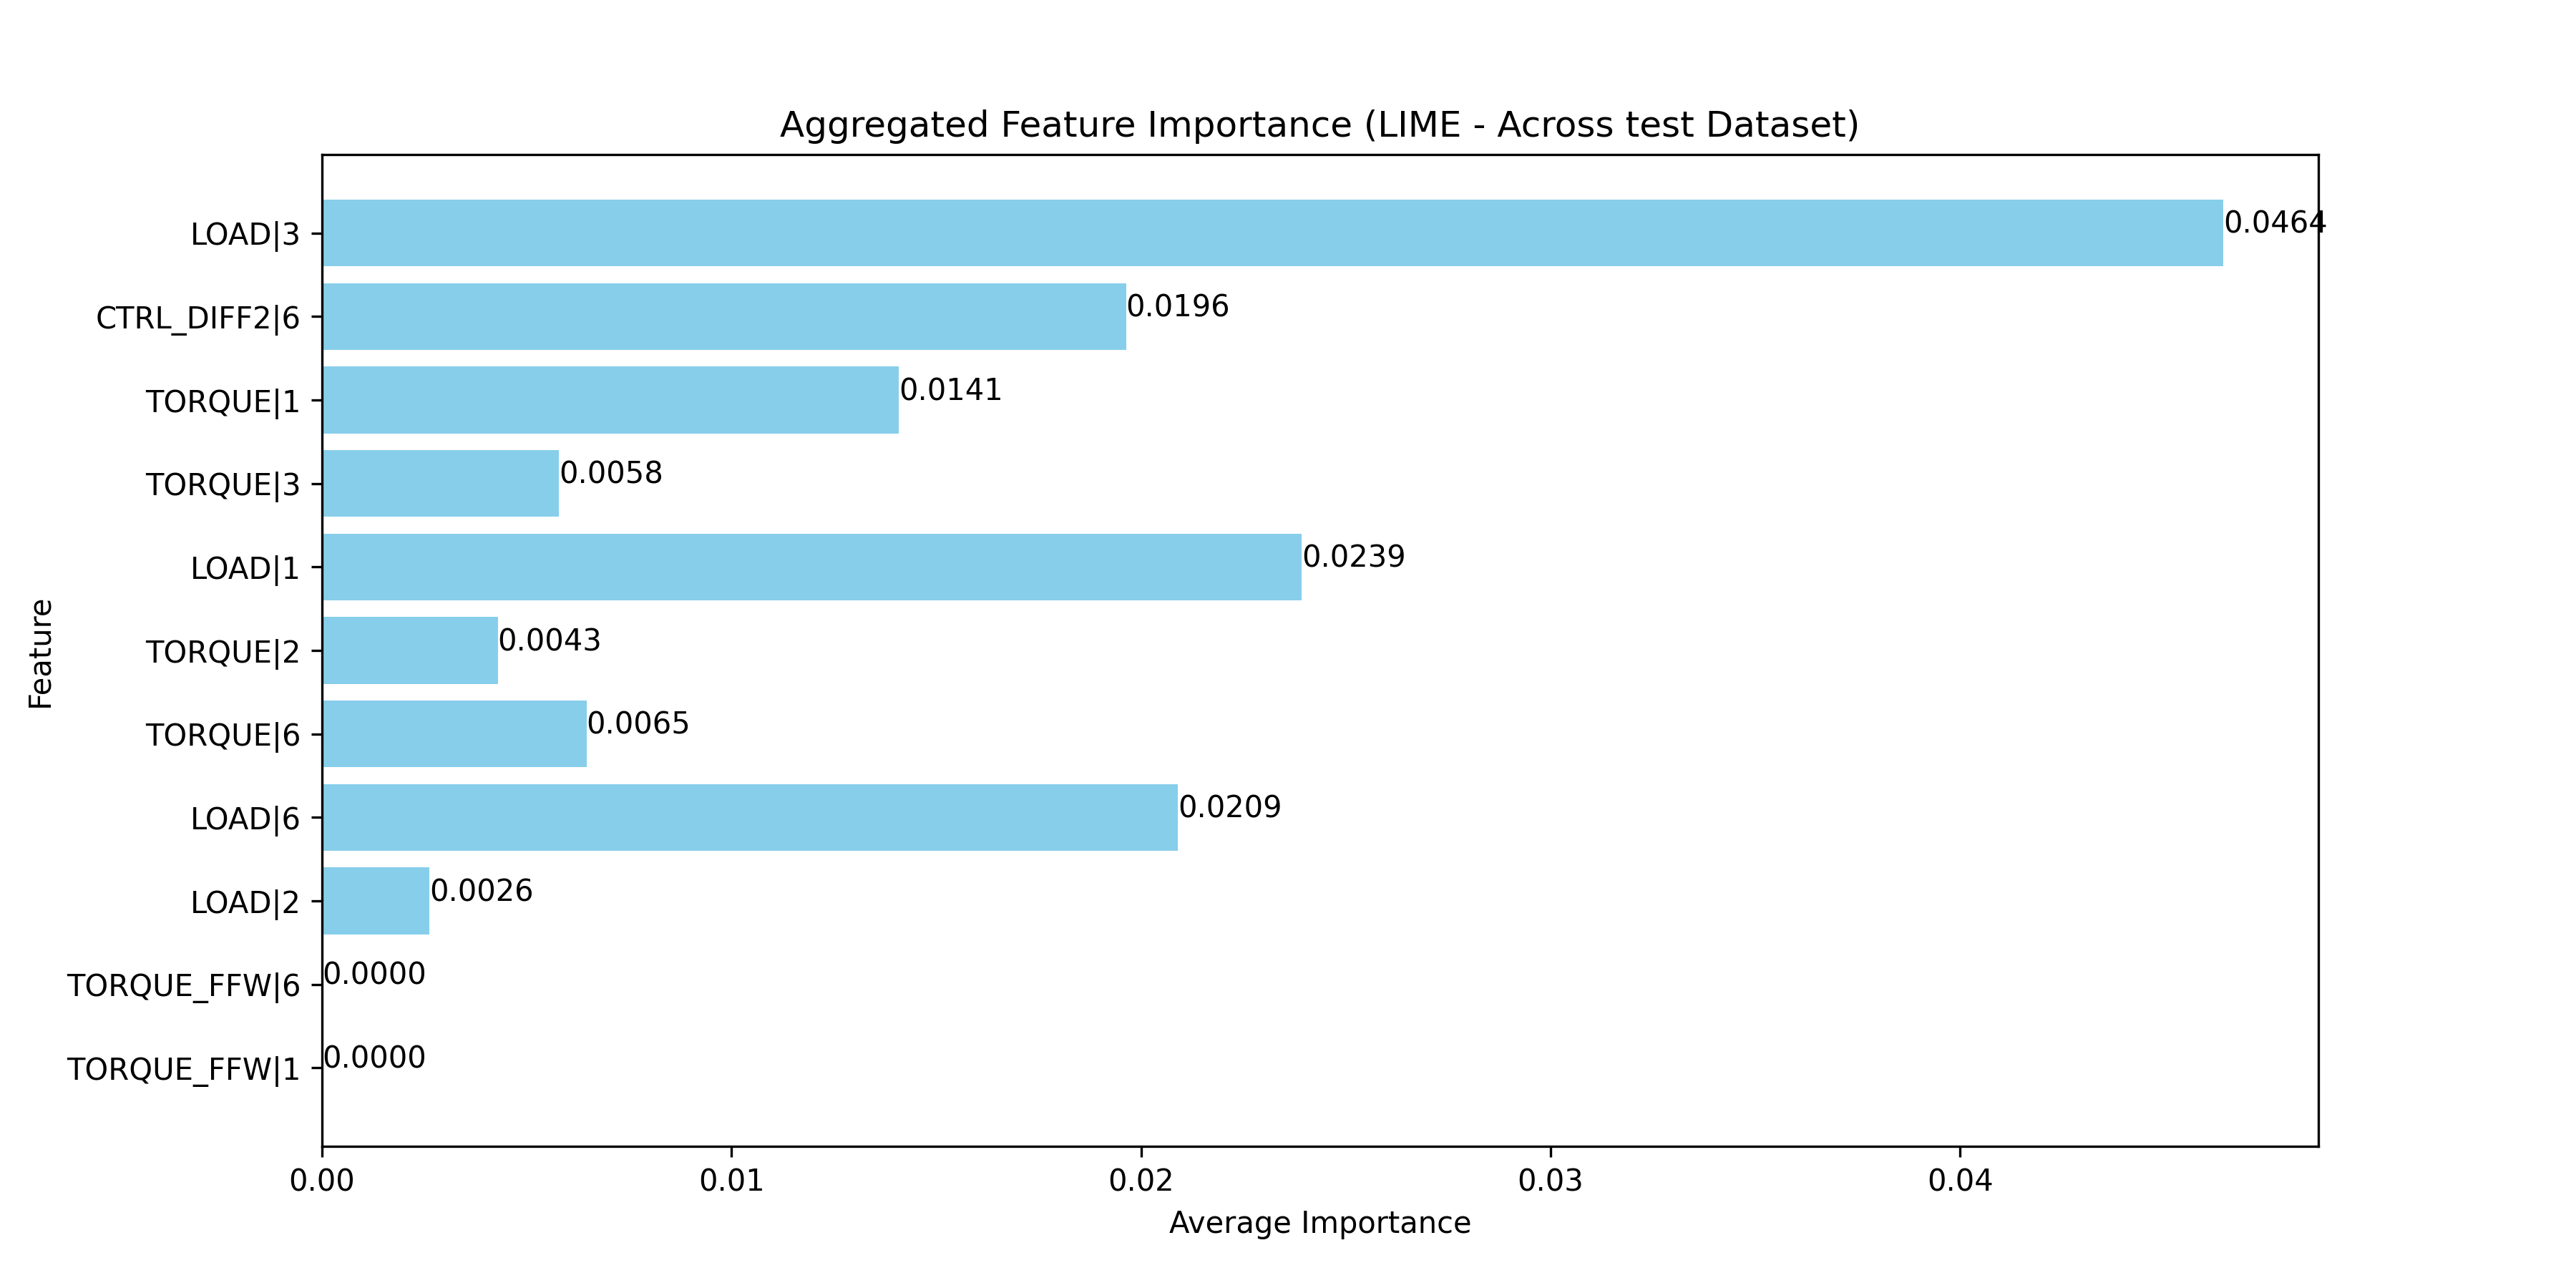 Aggregated Feature Importance (LIME - Across test Dataset)
LOAD|3
0.0464
CTRL_DIFF2|6
0.0196
TORQUE|1
0.0141
TORQUE|3
0.0058
LOAD|1
0.0239
TORQUE|2
0.0043
TORQUE|6
0.0065
LOAD|6
0.0209
LOAD|2
0.0026
TORQUE_FFW|6
0.0000
TORQUE_FFW|1
0.0000
Feature
0.00
0.01
0.02
0.03
0.04
Average Importance